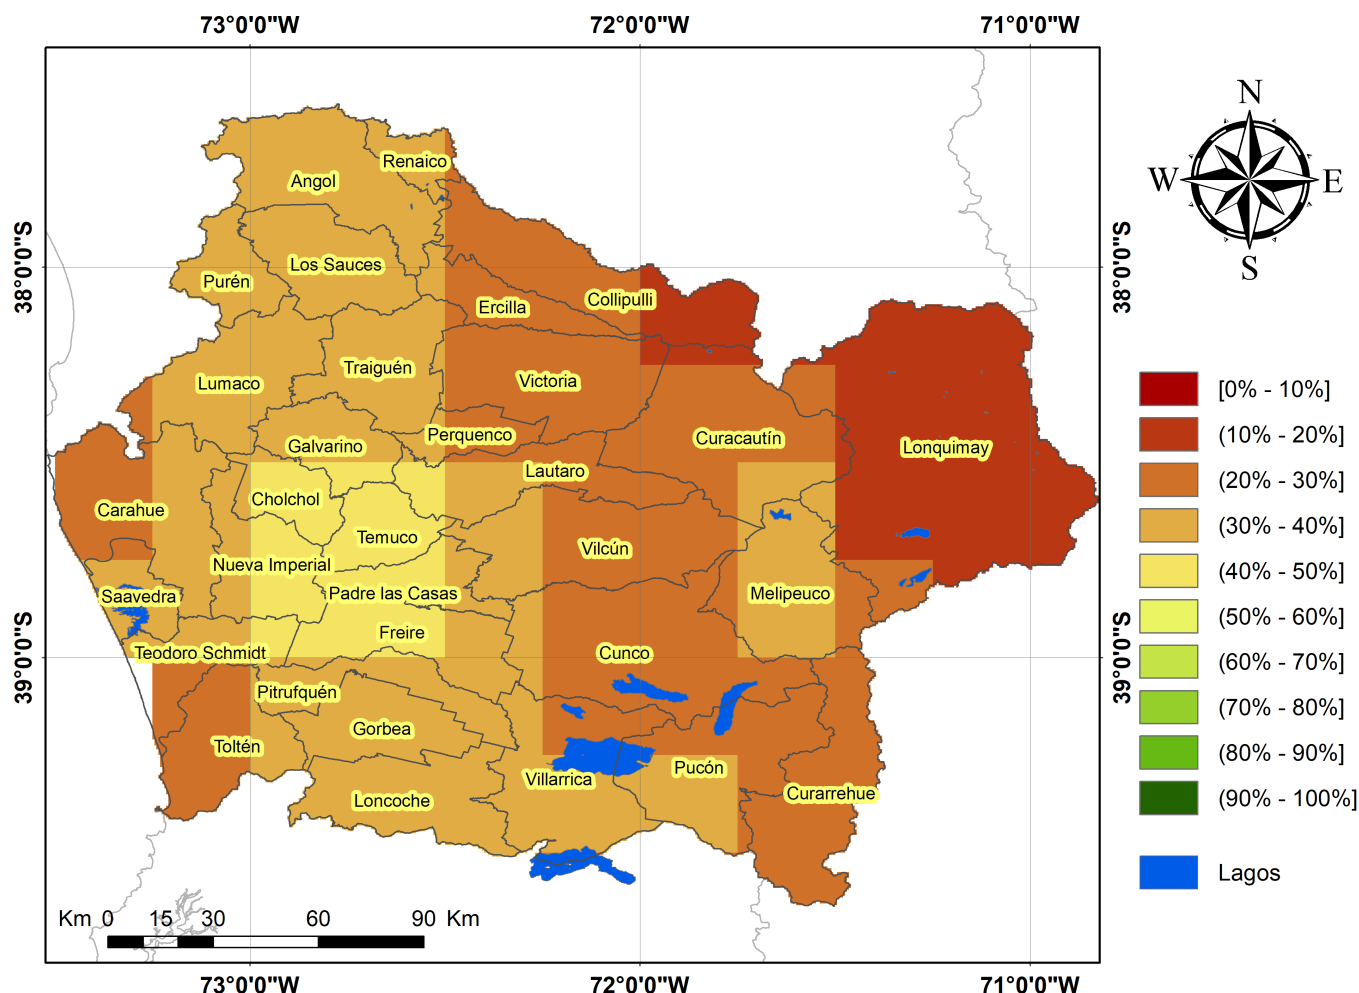 73°0'0"W 72°0'0"W 71°0'0"W
N
W E
S
38°0'0"S 38°0'0"S
39°0'0"S 39°0'0"S
Renaico
Angol
Los Sauces
Purén
Ercilla
Collipulli
Traiguén
Lumaco
Victoria
Perquenco
Galvarino
Curacautín
Lonquimay
Lautaro
Cholchol
Carahue
Temuco
Vilcún
Nueva Imperial
Saavedra
Padre las Casas
Melipeuco
Freire
Teodoro Schmidt
Cunco
Pitrufquén
Gorbea
Toltén
Villarrica
Pucón
Loncoche
Curarrehue
[0% - 10%]
(10% - 20%]
(20% - 30%]
(30% - 40%]
(40% - 50%]
(50% - 60%]
(60% - 70%]
(70% - 80%]
(80% - 90%]
(90% - 100%]
Lagos
Km 0 15 30 60 90 Km
73°0'0"W 72°0'0"W 71°0'0"W